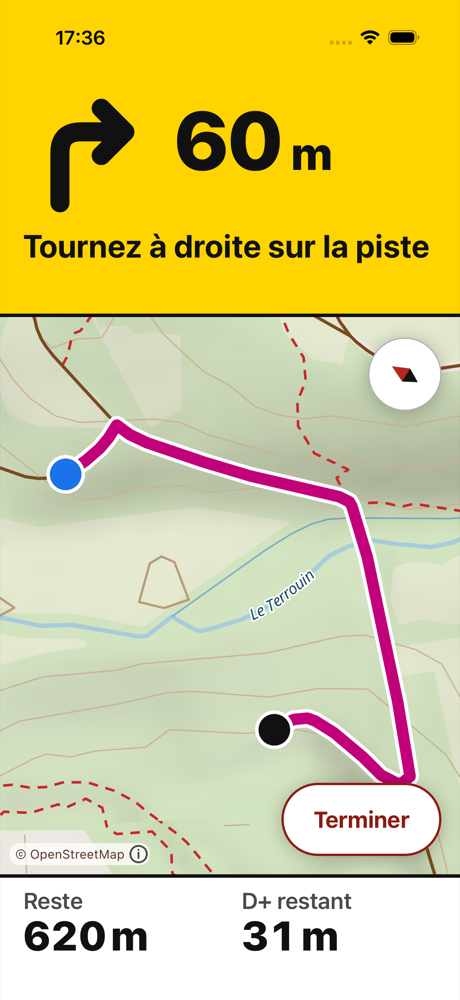 17:36
60 m
Tournez à droite sur la piste
Le Terrouin
Terminer
© OpenStreetMap i
Reste
620 m
D+ restant
31 m